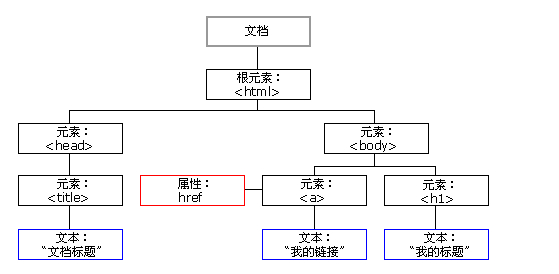 文档
根元素：
<html>
元素：
<head>
元素：
<body>
元素：
<title>
属性：
href
元素：
<a>
元素：
<h1>
文本：
“文档标题”
文本：
“我的链接”
文本：
“我的标题”